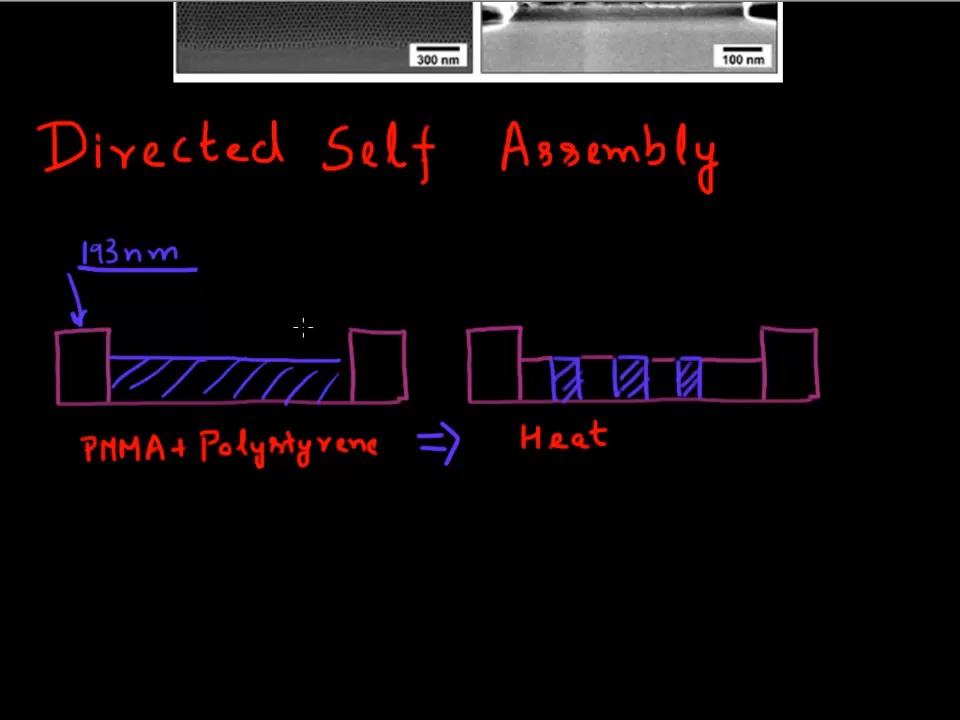 300 nm 100 nm
Directed Self Assembly
193nm
PMMA + Polystyrene ⇒ Heat